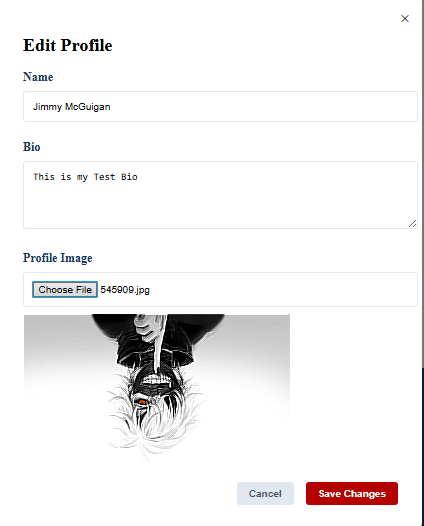 ×
Edit Profile
Name
Jimmy McGuigan
Bio
This is my Test Bio
Profile Image
Choose File 545909.jpg
Cancel Save Changes